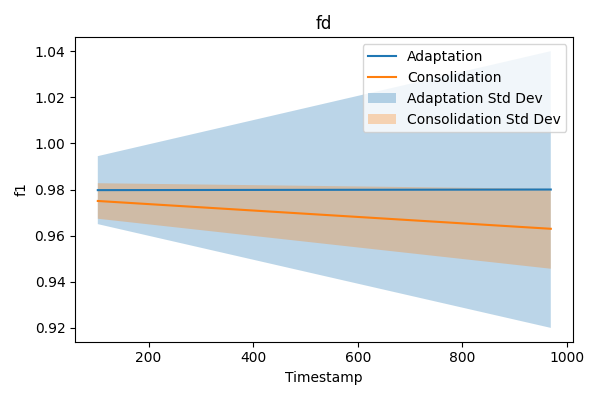 fd
1.04
1.02
1.00
0.98
0.96
0.94
0.92
f1
Adaptation
Consolidation
Adaptation Std Dev
Consolidation Std Dev
200
400
600
800
1000
Timestamp